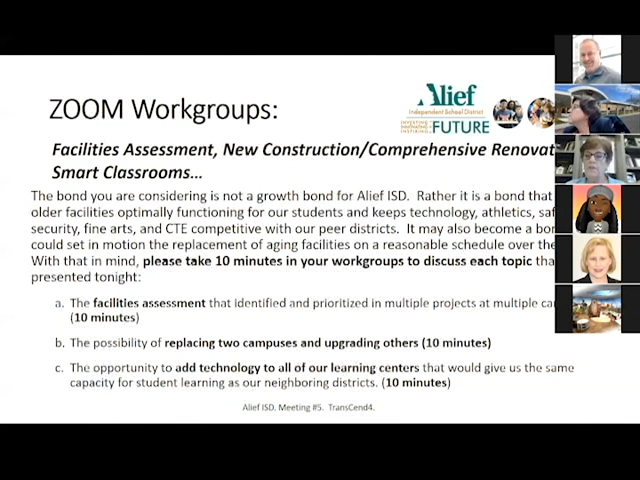 ZOOM Workgroups:
Alief
Independent School District
INVESTING
INNOVATING
INSPIRING
FUTURE
Facilities Assessment, New Construction/Comprehensive
Smart Classrooms…
The bond you are considering is not a growth bond for Alief ISD. Rather it is a bond that
older facilities optimally functioning for our students and keeps technology, athletics,
security, fine arts, and CTE competitive with our peer districts. It may also become a
could set in motion the replacement of aging facilities on a reasonable schedule over the
With that in mind, please take 10 minutes in your workgroups to discuss each topic
presented tonight:
a. The facilities assessment that identified and prioritized in multiple projects at multiple
(10 minutes)
b. The possibility of replacing two campuses and upgrading others (10 minutes)
c. The opportunity to add technology to all of our learning centers that would give us the same
capacity for student learning as our neighboring districts. (10 minutes)
Alief ISD. Meeting #5. TransCend4.